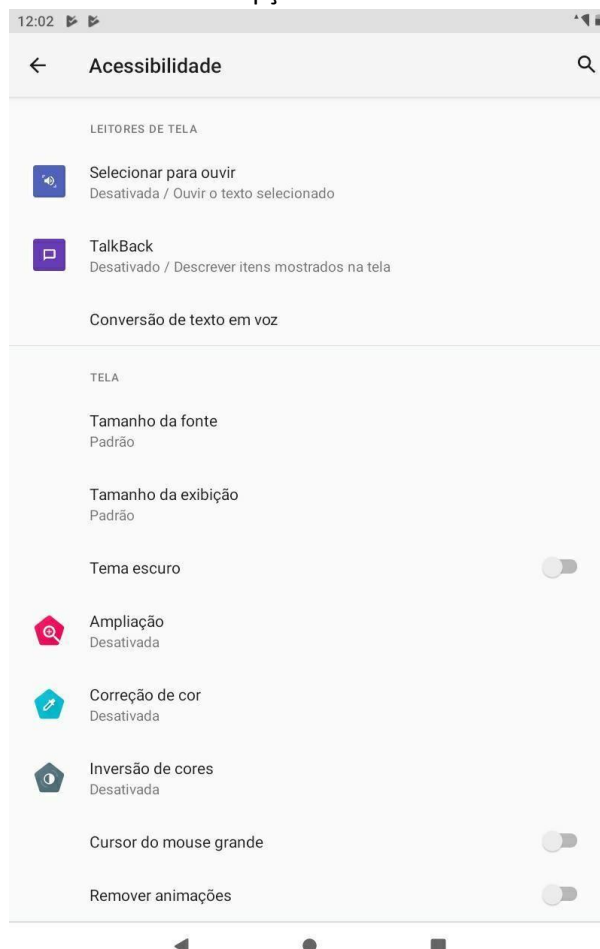 12:02
Acessibilidade
LEITORES DE TELA
Selecionar para ouvir
Desativada / Ouvir o texto selecionado
TalkBack
Desativado / Descrever itens mostrados na tela
Conversão de texto em voz
TELA
Tamanho da fonte
Padrão
Tamanho da exibição
Padrão
Tema escuro
Ampliação
Desativada
Correção de cor
Desativada
Inversão de cores
Desativada
Cursor do mouse grande
Remover animações